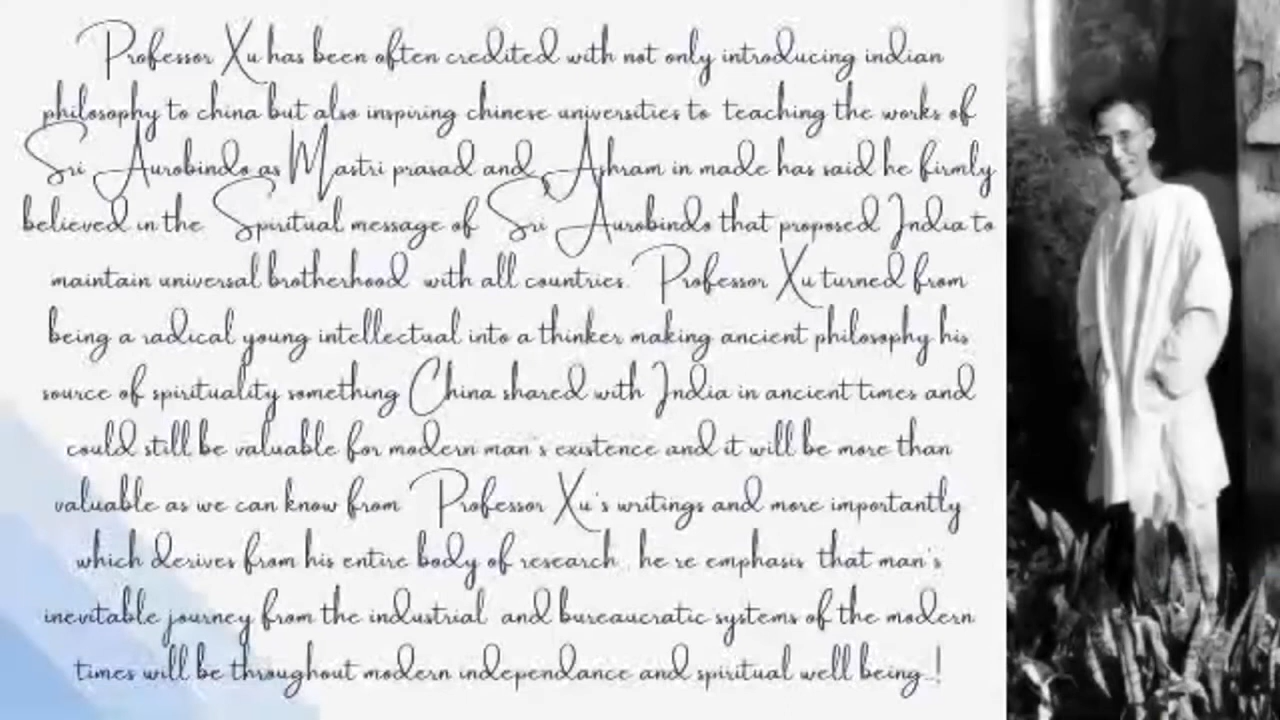 Professor Xu has been often credited with not only introducing indian
philosophy to china but also inspiring chinese universities to teaching the works of
Sri Aurobindo as Mastri prasad and Ashram in made has said he firmly
believed in the Spiritual message of Sri Aurobindo that proposed India to
maintain universal brotherhood with all countries. Professor Xu turned from
being a radical young intellectual into a thinker making ancient philosophy his
source of spirituality something China shared with India in ancient times and
could still be valuable for modern man's existence and it will be more than
valuable as we can know from Professor Xu's writings and more importantly
which derives from his entire body of research . he re emphasis that man's
inevitable journey from the industrial and bureaucratic systems of the modern
times will be throughout modern independance and spiritual well being..!